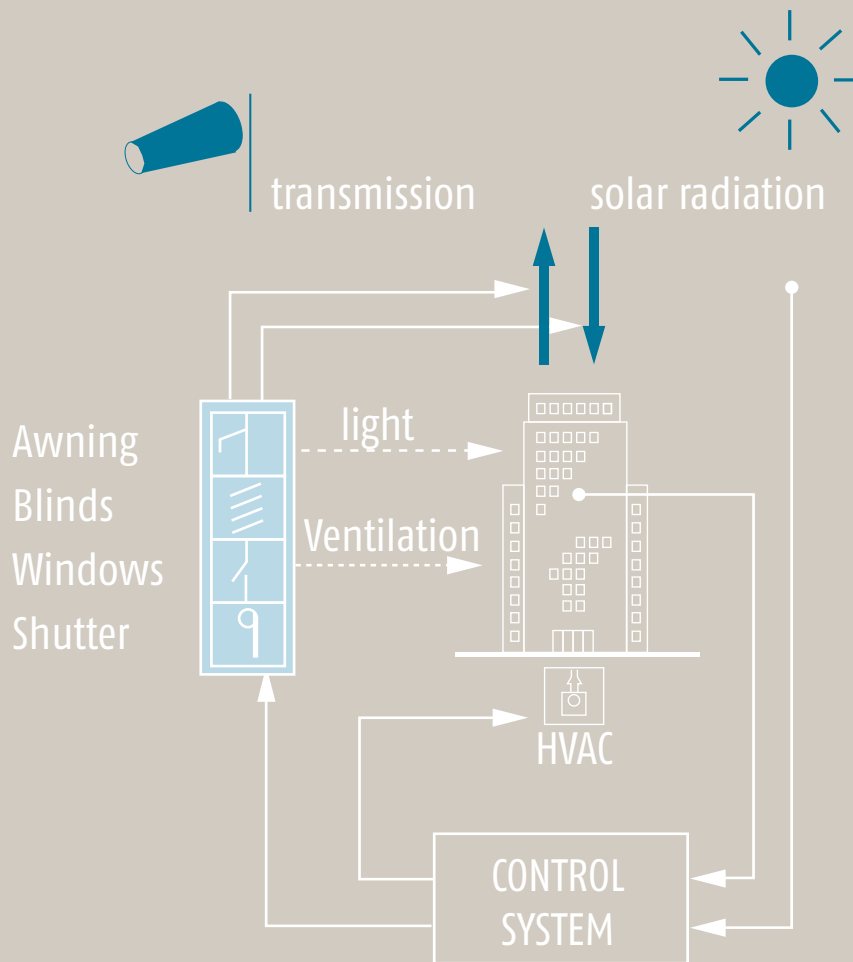 transmission
solar radiation
light
Awning
Blinds
Ventilation
Windows
Shutter
HVAC
CONTROL
SYSTEM